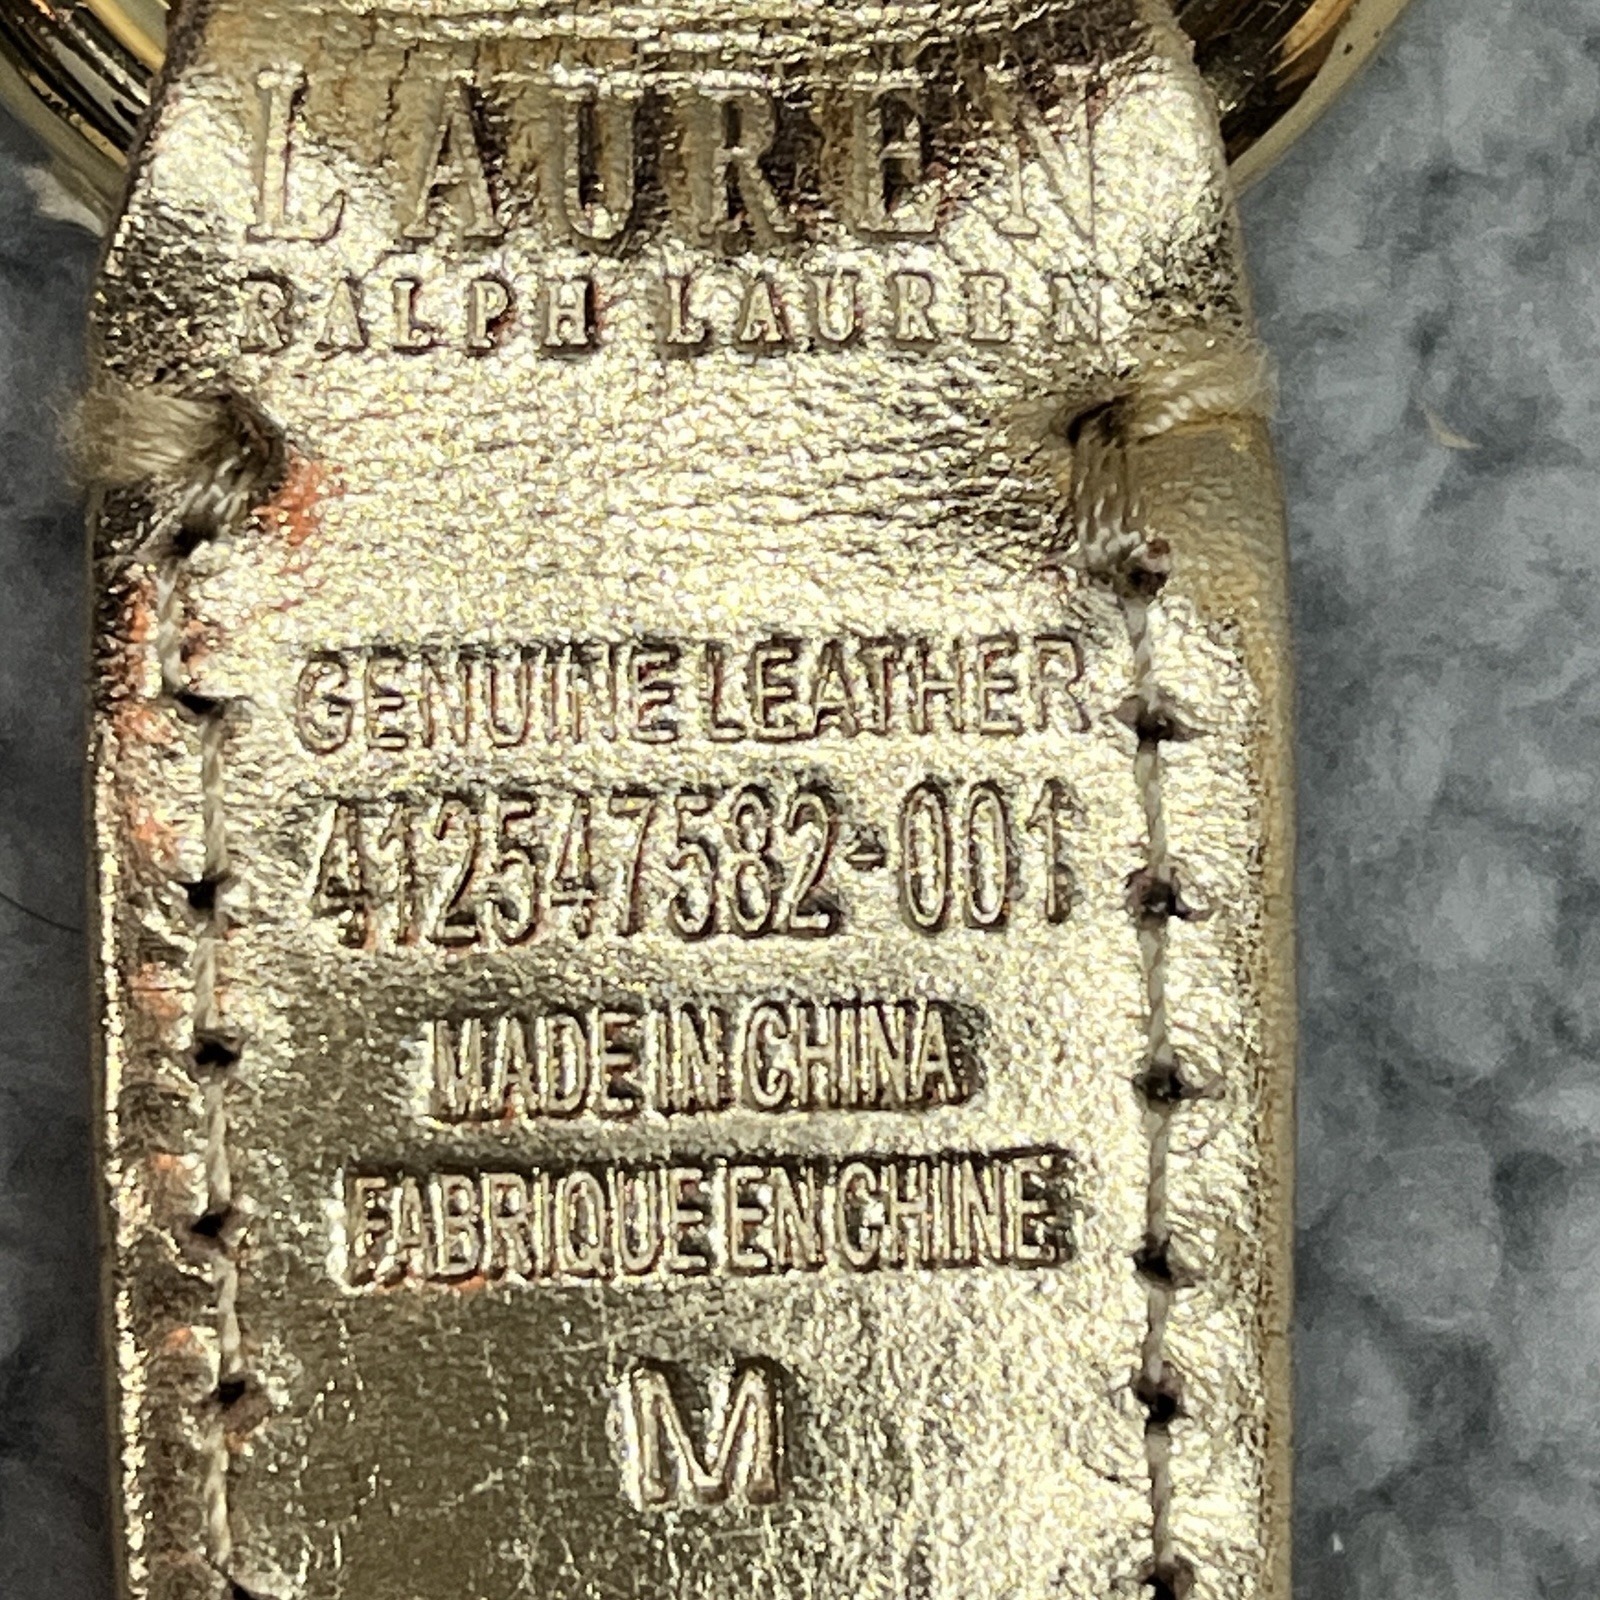 LAUREN
RALPH LAUREN
GENUINE LEATHER
412547582-001
MADE IN CHINA
FABRIQUE EN CHINE
M